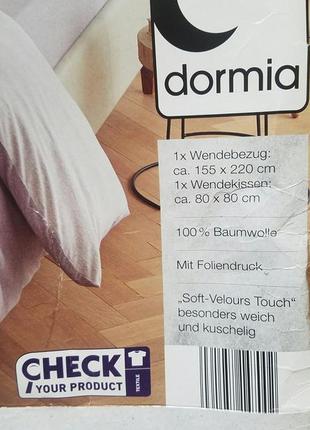 dormia
1x Wendebezug:
ca. 155 x 220 cm
1x Wendekissen:
ca. 80 x 80 cm
100% Baumwolle
Mit Foliendruck
„Soft-Velours Touch“
besonders weich
und kuschelig
CHECK
YOUR PRODUCT
TEXTILE